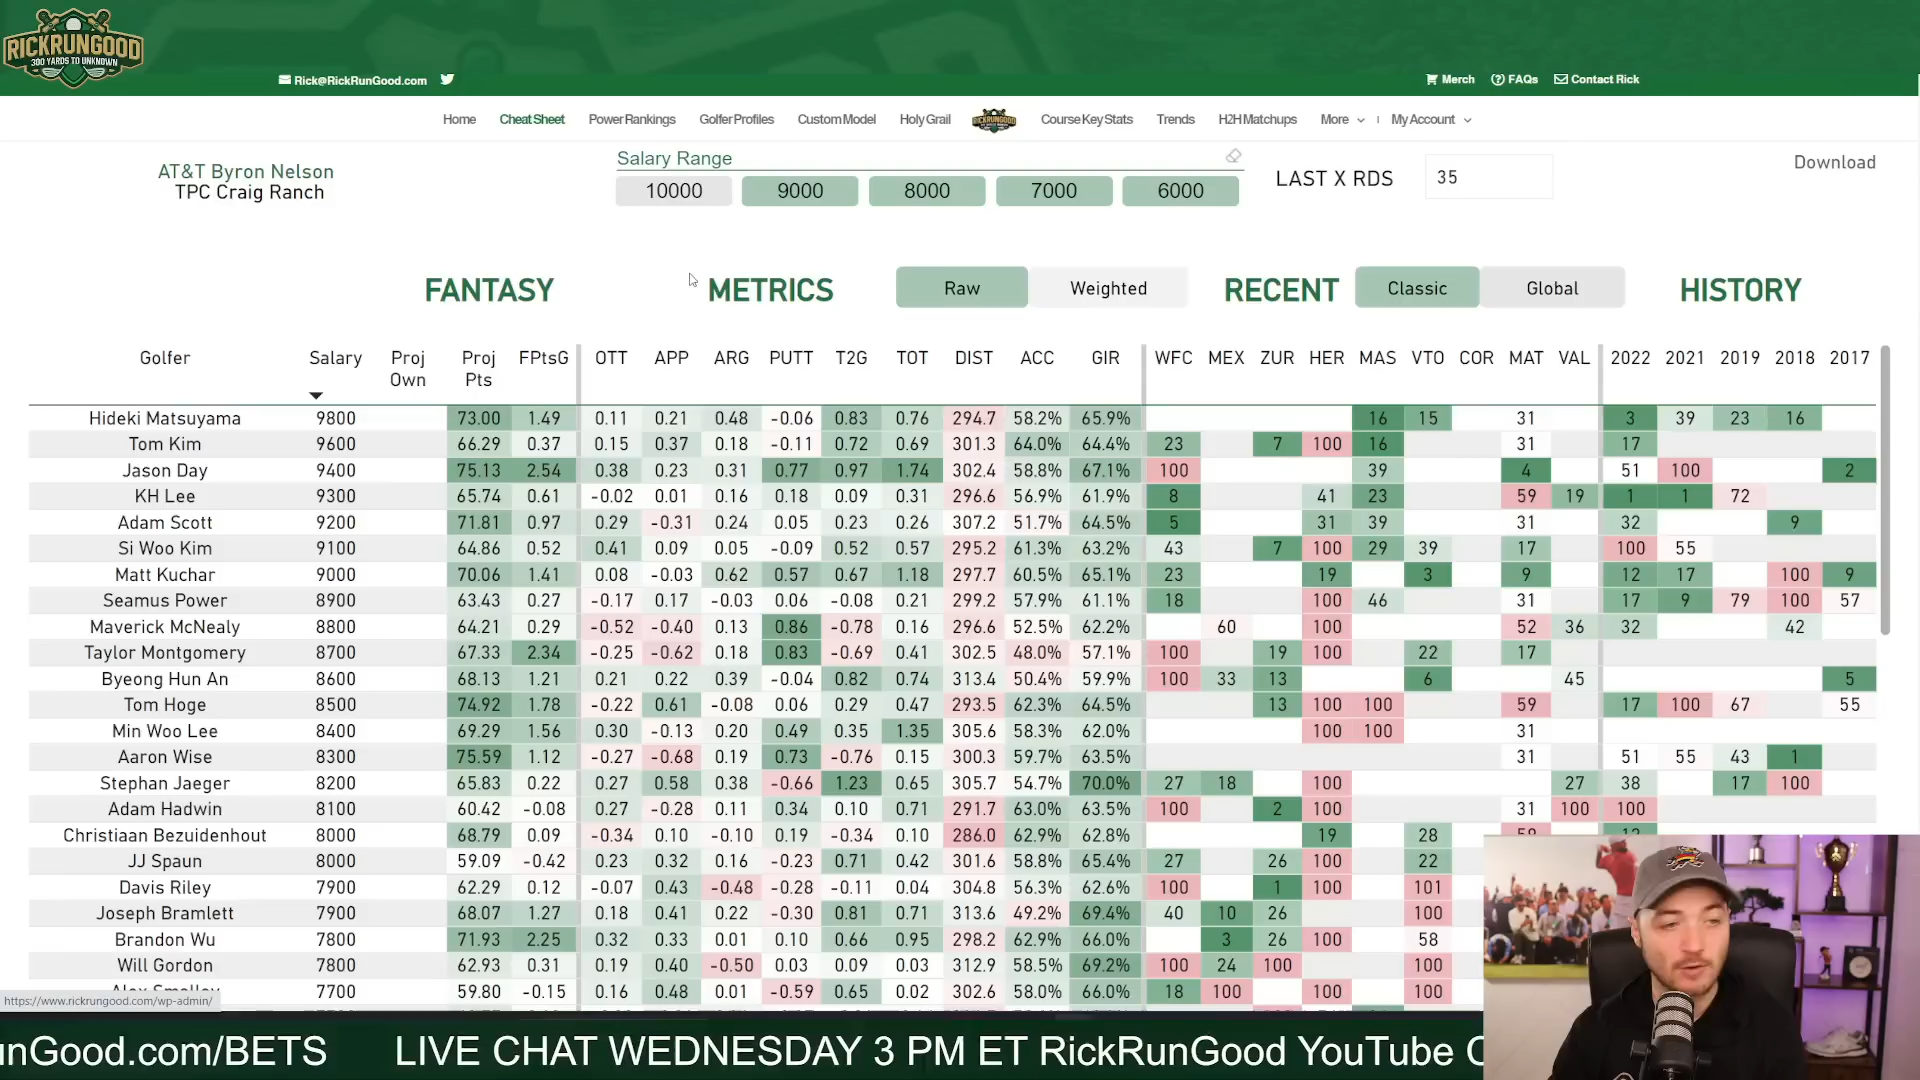 RICKRUNGOOD
300 YARDS TO UNKNOWN
Rick@RickRunGood.com
Merch FAQs Contact Rick
Home Cheat Sheet Power Rankings Golfer Profiles Custom Model Holy Grail RICKRUNGOOD Course Key Stats Trends H2H Matchups More My Account
AT&T Byron Nelson
TPC Craig Ranch
Salary Range
10000 9000 8000 7000 6000
LAST X RDS 35
Download
FANTASY METRICS Raw Weighted RECENT Classic Global HISTORY
Golfer Salary Proj Own Proj Pts FPtsG OTT APP ARG PUTT T2G TOT DIST ACC GIR WFC MEX ZUR HER MAS VTO COR MAT VAL 2022 2021 2019 2018 2017
Hideki Matsuyama 9800 73.00 1.49 0.11 0.21 0.48 -0.06 0.83 0.76 294.7 58.2% 65.9% 16 15 31 3 39 23 16
Tom Kim 9600 66.29 0.37 0.15 0.37 0.18 -0.11 0.72 0.69 301.3 64.0% 64.4% 23 7 100 16 31 17
Jason Day 9400 75.13 2.54 0.38 0.23 0.31 0.77 0.97 1.74 302.4 58.8% 67.1% 100 39 4 51 100 2
KH Lee 9300 65.74 0.61 -0.02 0.01 0.16 0.18 0.09 0.31 296.6 56.9% 61.9% 8 41 23 59 19 1 1 72
Adam Scott 9200 71.81 0.97 0.29 -0.31 0.24 0.05 0.23 0.26 307.2 51.7% 64.5% 5 31 39 31 32 9
Si Woo Kim 9100 64.86 0.52 0.41 0.09 0.05 -0.09 0.52 0.57 295.2 61.3% 63.2% 43 7 100 29 39 17 100 55
Matt Kuchar 9000 70.06 1.41 0.08 -0.03 0.62 0.57 0.67 1.18 297.7 60.5% 65.1% 23 19 3 9 12 17 100 9
Seamus Power 8900 63.43 0.27 -0.17 0.17 -0.03 0.06 -0.08 0.21 299.2 57.9% 61.1% 18 100 46 31 17 9 79 100 57
Maverick McNealy 8800 64.21 0.29 -0.52 -0.40 0.13 0.86 -0.78 0.16 296.6 52.5% 62.2% 60 100 52 36 32 42
Taylor Montgomery 8700 67.33 2.34 -0.25 -0.62 0.18 0.83 -0.69 0.41 302.5 48.0% 57.1% 100 19 100 22 17
Byeong Hun An 8600 68.13 1.21 0.21 0.22 0.39 -0.04 0.82 0.74 313.4 50.4% 59.9% 100 33 13 6 45 5
Tom Hoge 8500 74.92 1.78 -0.22 0.61 -0.08 0.06 0.29 0.47 293.5 62.3% 64.5% 13 100 100 59 17 100 67 55
Min Woo Lee 8400 69.29 1.56 0.30 -0.13 0.20 0.49 0.35 1.35 305.6 58.3% 62.0% 100 100 31
Aaron Wise 8300 75.59 1.12 -0.27 -0.68 0.19 0.73 -0.76 0.15 300.3 59.7% 63.5% 31 51 55 43 1
Stephan Jaeger 8200 65.83 0.22 0.27 0.58 0.38 -0.66 1.23 0.65 305.7 54.7% 70.0% 27 18 100 27 38 17 100
Adam Hadwin 8100 60.42 -0.08 0.27 -0.28 0.11 0.34 0.10 0.71 291.7 63.0% 63.5% 100 2 100 31 100 100
Christiaan Bezuidenhout 8000 68.79 0.09 -0.34 0.10 -0.10 0.19 -0.34 0.10 286.0 62.9% 62.8% 19 28
JJ Spaun 8000 59.09 -0.42 0.23 0.32 0.16 -0.23 0.71 0.42 301.6 58.8% 65.4% 27 26 100 22
Davis Riley 7900 62.29 0.12 -0.07 0.43 -0.48 -0.28 -0.11 0.04 304.8 56.3% 62.6% 100 1 100 101
Joseph Bramlett 7900 68.07 1.27 0.18 0.41 0.22 -0.30 0.81 0.71 313.6 49.2% 69.4% 40 10 26 100
Brandon Wu 7800 71.93 2.25 0.32 0.33 0.01 0.10 0.66 0.95 298.2 62.9% 66.0% 3 26 100 58
Will Gordon 7800 62.93 0.31 0.19 0.40 -0.50 0.03 0.09 0.03 312.9 58.5% 69.2% 100 24 100 100
Alex Smalley 7700 59.80 -0.15 0.16 0.48 0.01 -0.59 0.65 0.02 302.6 58.0% 66.0% 18 100 100 100
https://www.rickrungood.com/wp-admin/
unGood.com/BETS LIVE CHAT WEDNESDAY 3 PM ET RickRunGood YouTube C